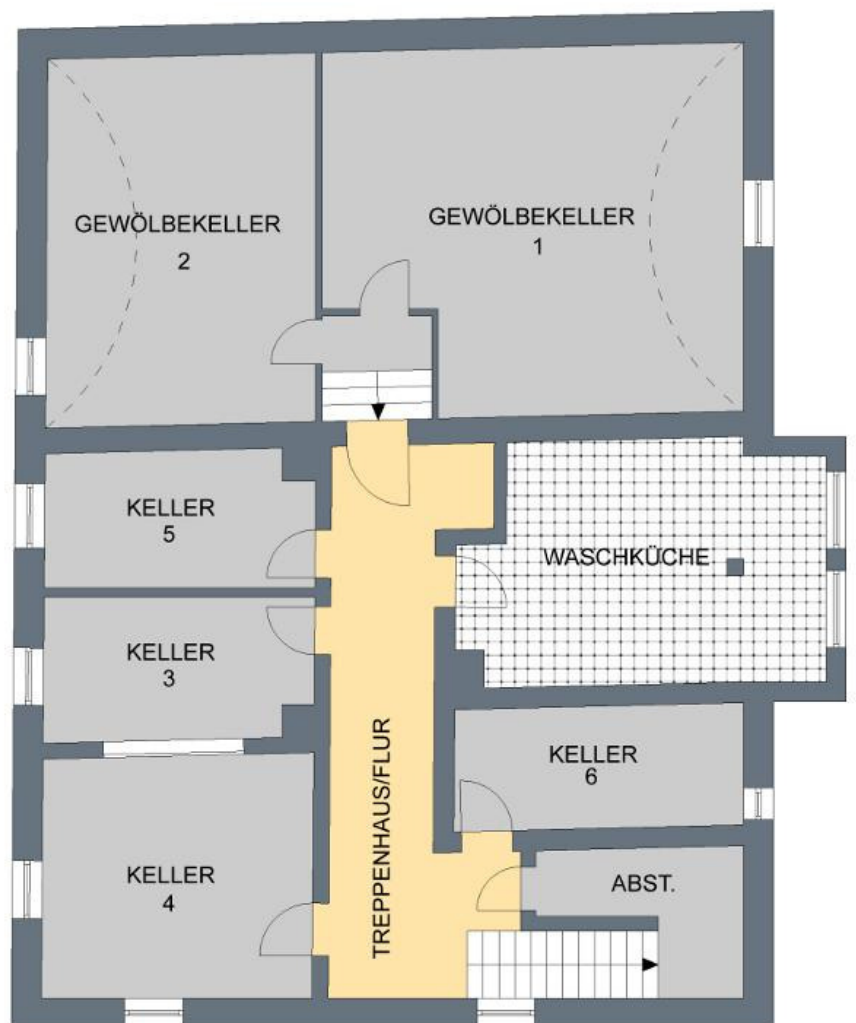 GEWÖLBEKELLER
2
GEWÖLBEKELLER
1
KELLER
5
WASCHKÜCHE
KELLER
3
TREPPENHAUS/FLUR
KELLER
6
KELLER
4
ABST.